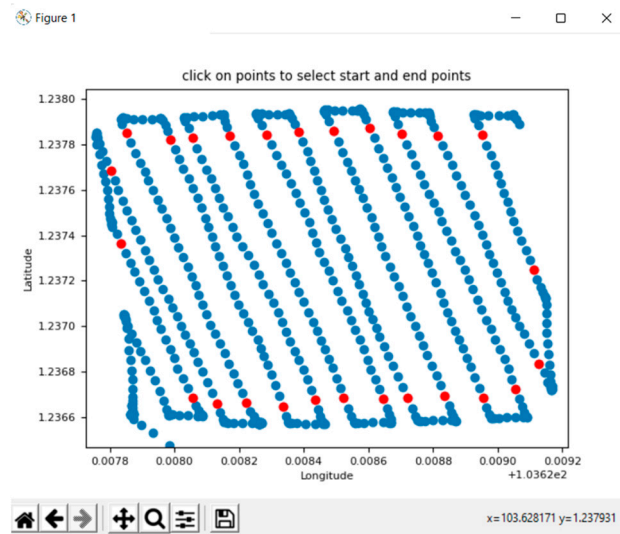 Figure 1
click on points to select start and end points
1.2380
1.2378
1.2376
1.2374
1.2372
1.2370
1.2368
1.2366
Latitude
0.0078 0.0080 0.0082 0.0084 0.0086 0.0088 0.0090 0.0092
Longitude
+1.0362e2
x=103.628171 y=1.237931